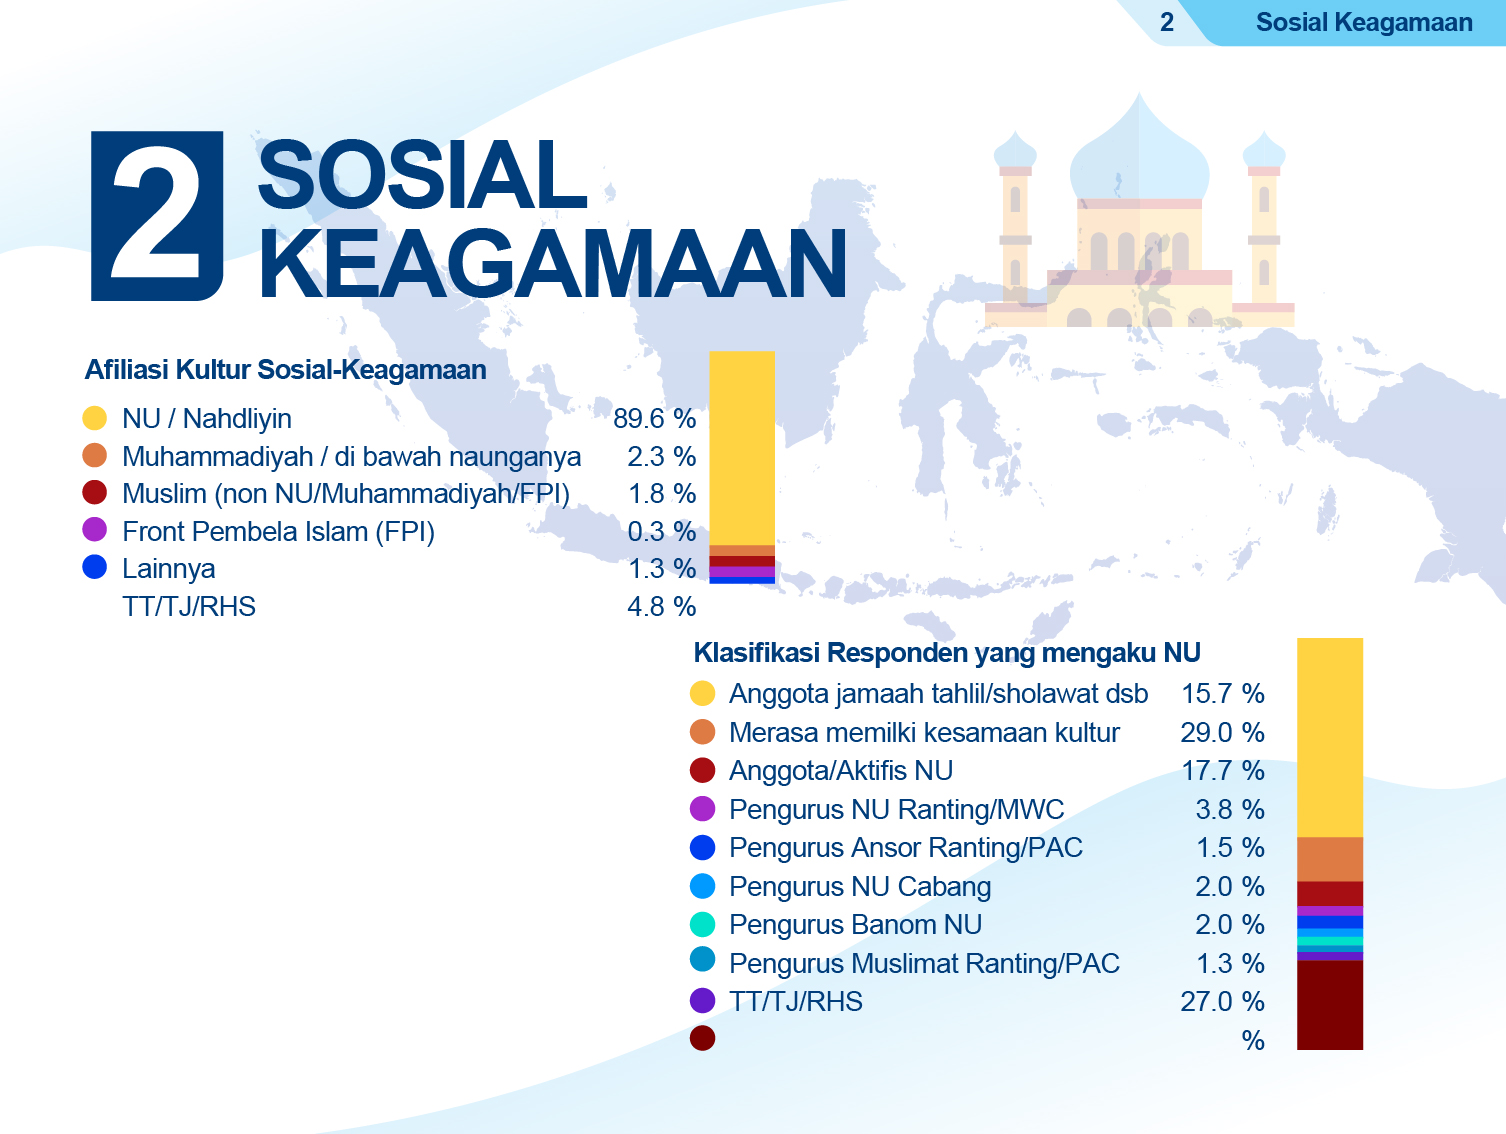 2 Sosial Keagamaan
2 SOSIAL
KEAGAMAAN
Afiliasi Kultur Sosial-Keagamaan
NU / Nahdliyin 89.6 %
Muhammadiyah / di bawah naunganya 2.3 %
Muslim (non NU/Muhammadiyah/FPI) 1.8 %
Front Pembela Islam (FPI) 0.3 %
Lainnya 1.3 %
TT/TJ/RHS 4.8 %
Klasifikasi Responden yang mengaku NU
Anggota jamaah tahlil/sholawat dsb 15.7 %
Merasa memilki kesamaan kultur 29.0 %
Anggota/Aktifis NU 17.7 %
Pengurus NU Ranting/MWC 3.8 %
Pengurus Ansor Ranting/PAC 1.5 %
Pengurus NU Cabang 2.0 %
Pengurus Banom NU 2.0 %
Pengurus Muslimat Ranting/PAC 1.3 %
TT/TJ/RHS 27.0 %
%